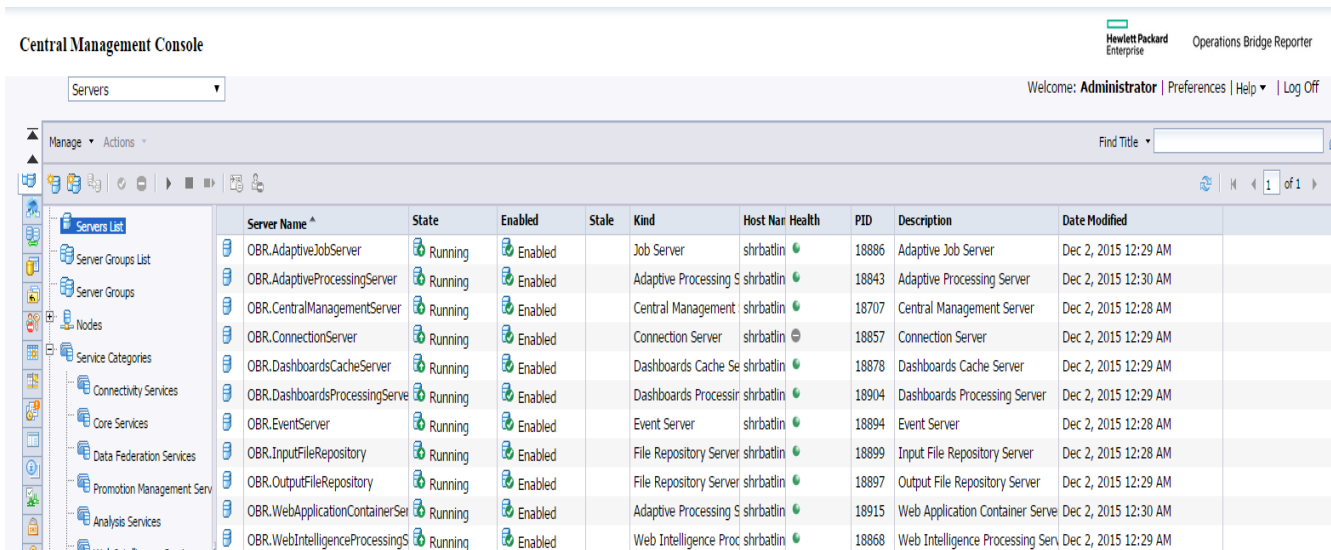 Central Management Console
Hewlett Packard
Enterprise
Operations Bridge Reporter
Servers
Welcome: Administrator | Preferences | Help | Log Off
Manage Actions
Find Title
1 of 1
Servers List
Server Groups List
Server Groups
Nodes
Service Categories
Connectivity Services
Core Services
Data Federation Services
Promotion Management Serv
Analysis Services
Server Name State Enabled Stale Kind Host Nar Health PID Description Date Modified
OBR.AdaptiveJobServer Running Enabled Job Server shrbatlin 18886 Adaptive Job Server Dec 2, 2015 12:29 AM
OBR.AdaptiveProcessingServer Running Enabled Adaptive Processing S shrbatlin 18843 Adaptive Processing Server Dec 2, 2015 12:30 AM
OBR.CentralManagementServer Running Enabled Central Management shrbatlin 18707 Central Management Server Dec 2, 2015 12:28 AM
OBR.ConnectionServer Running Enabled Connection Server shrbatlin 18857 Connection Server Dec 2, 2015 12:29 AM
OBR.DashboardsCacheServer Running Enabled Dashboards Cache Se shrbatlin 18878 Dashboards Cache Server Dec 2, 2015 12:29 AM
OBR.DashboardsProcessingServe Running Enabled Dashboards Processin shrbatlin 18904 Dashboards Processing Server Dec 2, 2015 12:29 AM
OBR.EventServer Running Enabled Event Server shrbatlin 18894 Event Server Dec 2, 2015 12:28 AM
OBR.InputFileRepository Running Enabled File Repository Server shrbatlin 18899 Input File Repository Server Dec 2, 2015 12:28 AM
OBR.OutputFileRepository Running Enabled File Repository Server shrbatlin 18897 Output File Repository Server Dec 2, 2015 12:29 AM
OBR.WebApplicationContainerSer Running Enabled Adaptive Processing S shrbatlin 18915 Web Application Container Serve Dec 2, 2015 12:30 AM
OBR.WebIntelligenceProcessingS Running Enabled Web Intelligence Proc shrbatlin 18868 Web Intelligence Processing Serv Dec 2, 2015 12:29 AM